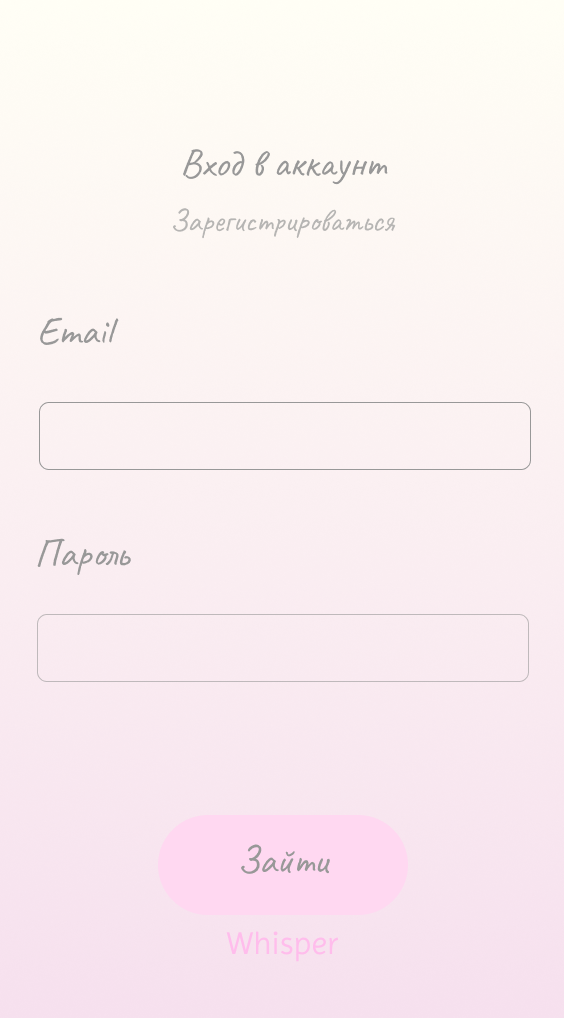 Вход в аккаунт
Зарегистрироваться
Email
Пароль
Зайти
Whisper